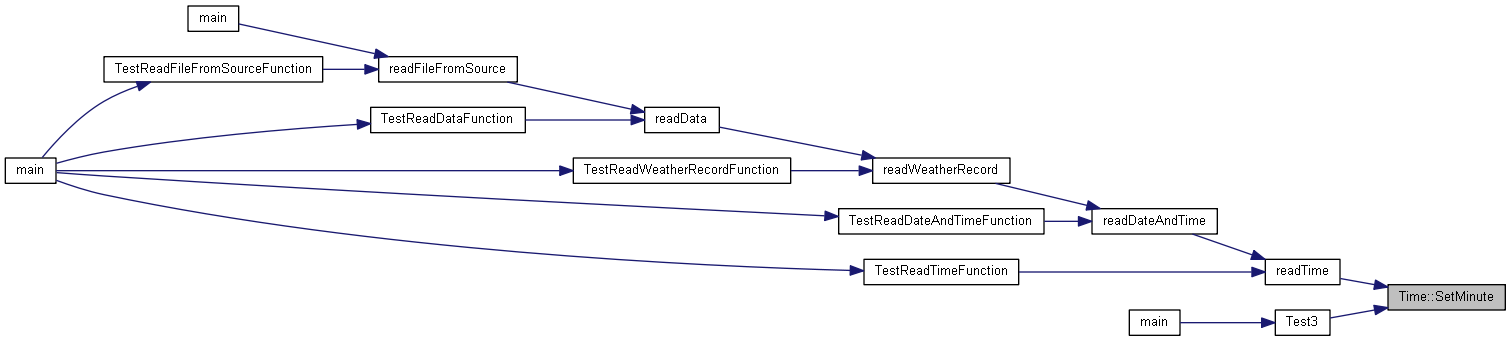 main
TestReadFileFromSourceFunction
readFileFromSource
TestReadDataFunction
readData
main
TestReadWeatherRecordFunction
readWeatherRecord
TestReadDateAndTimeFunction
readDateAndTime
TestReadTimeFunction
readTime
Time::SetMinute
main
Test3